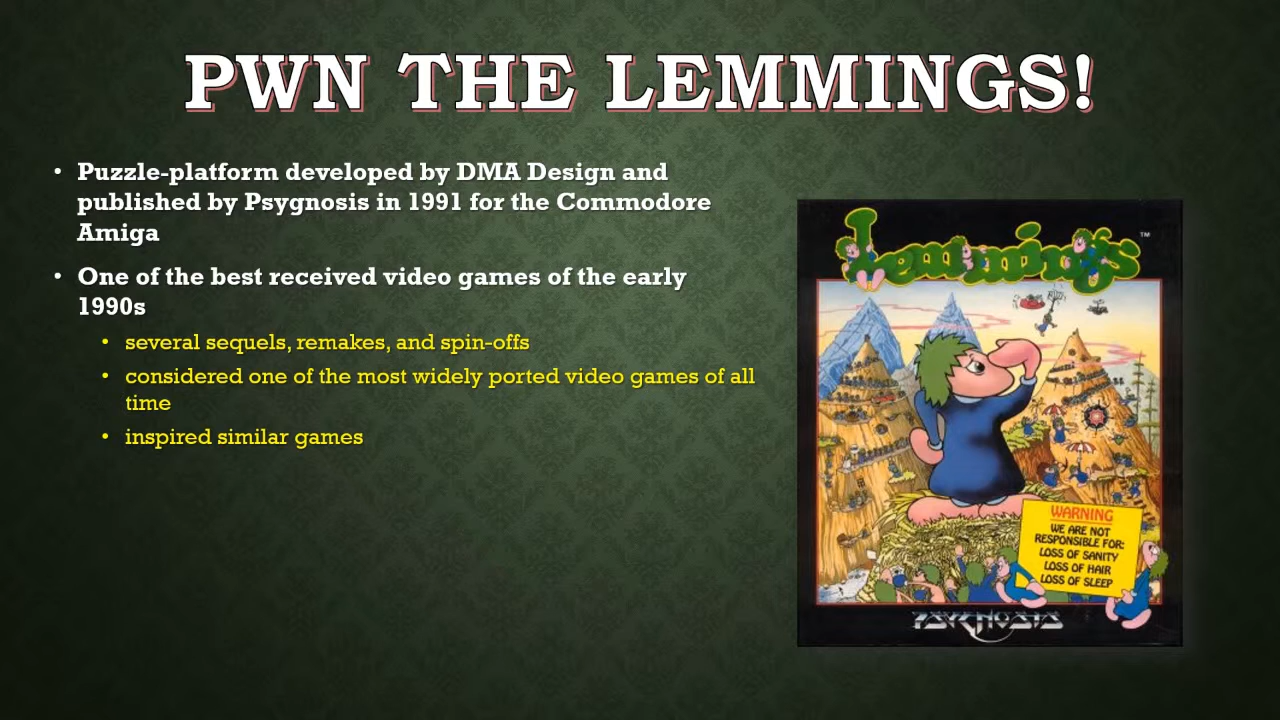 PWN THE LEMMINGS!
• Puzzle-platform developed by DMA Design and
published by Psygnosis in 1991 for the Commodore
Amiga
• One of the best received video games of the early
1990s
• several sequels, remakes, and spin-offs
• considered one of the most widely ported video games of all
time
• inspired similar games
Lemmings™
WARNING
WE ARE NOT
RESPONSIBLE FOR:
LOSS OF SANITY
LOSS OF HAIR
LOSS OF SLEEP
PSYGNOSIS